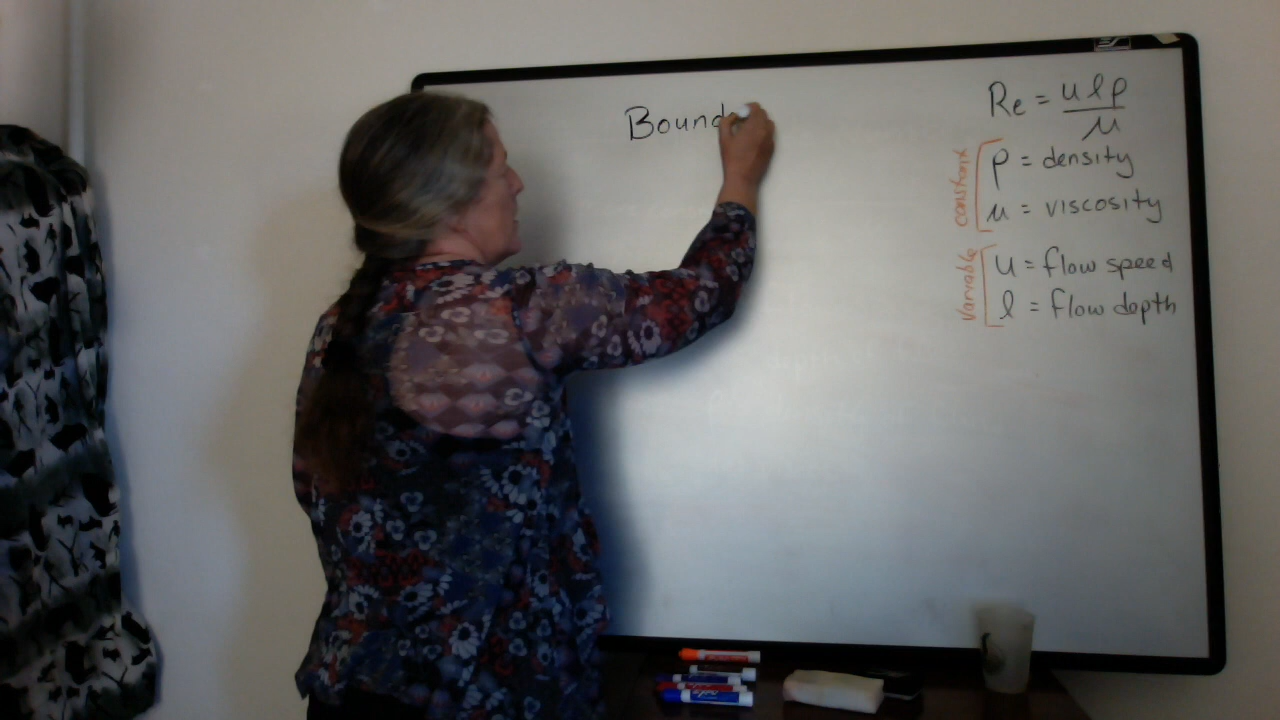 Bound
Re = ulρ / μ
constant
ρ = density
μ = viscosity
variable
u = flow speed
l = flow depth